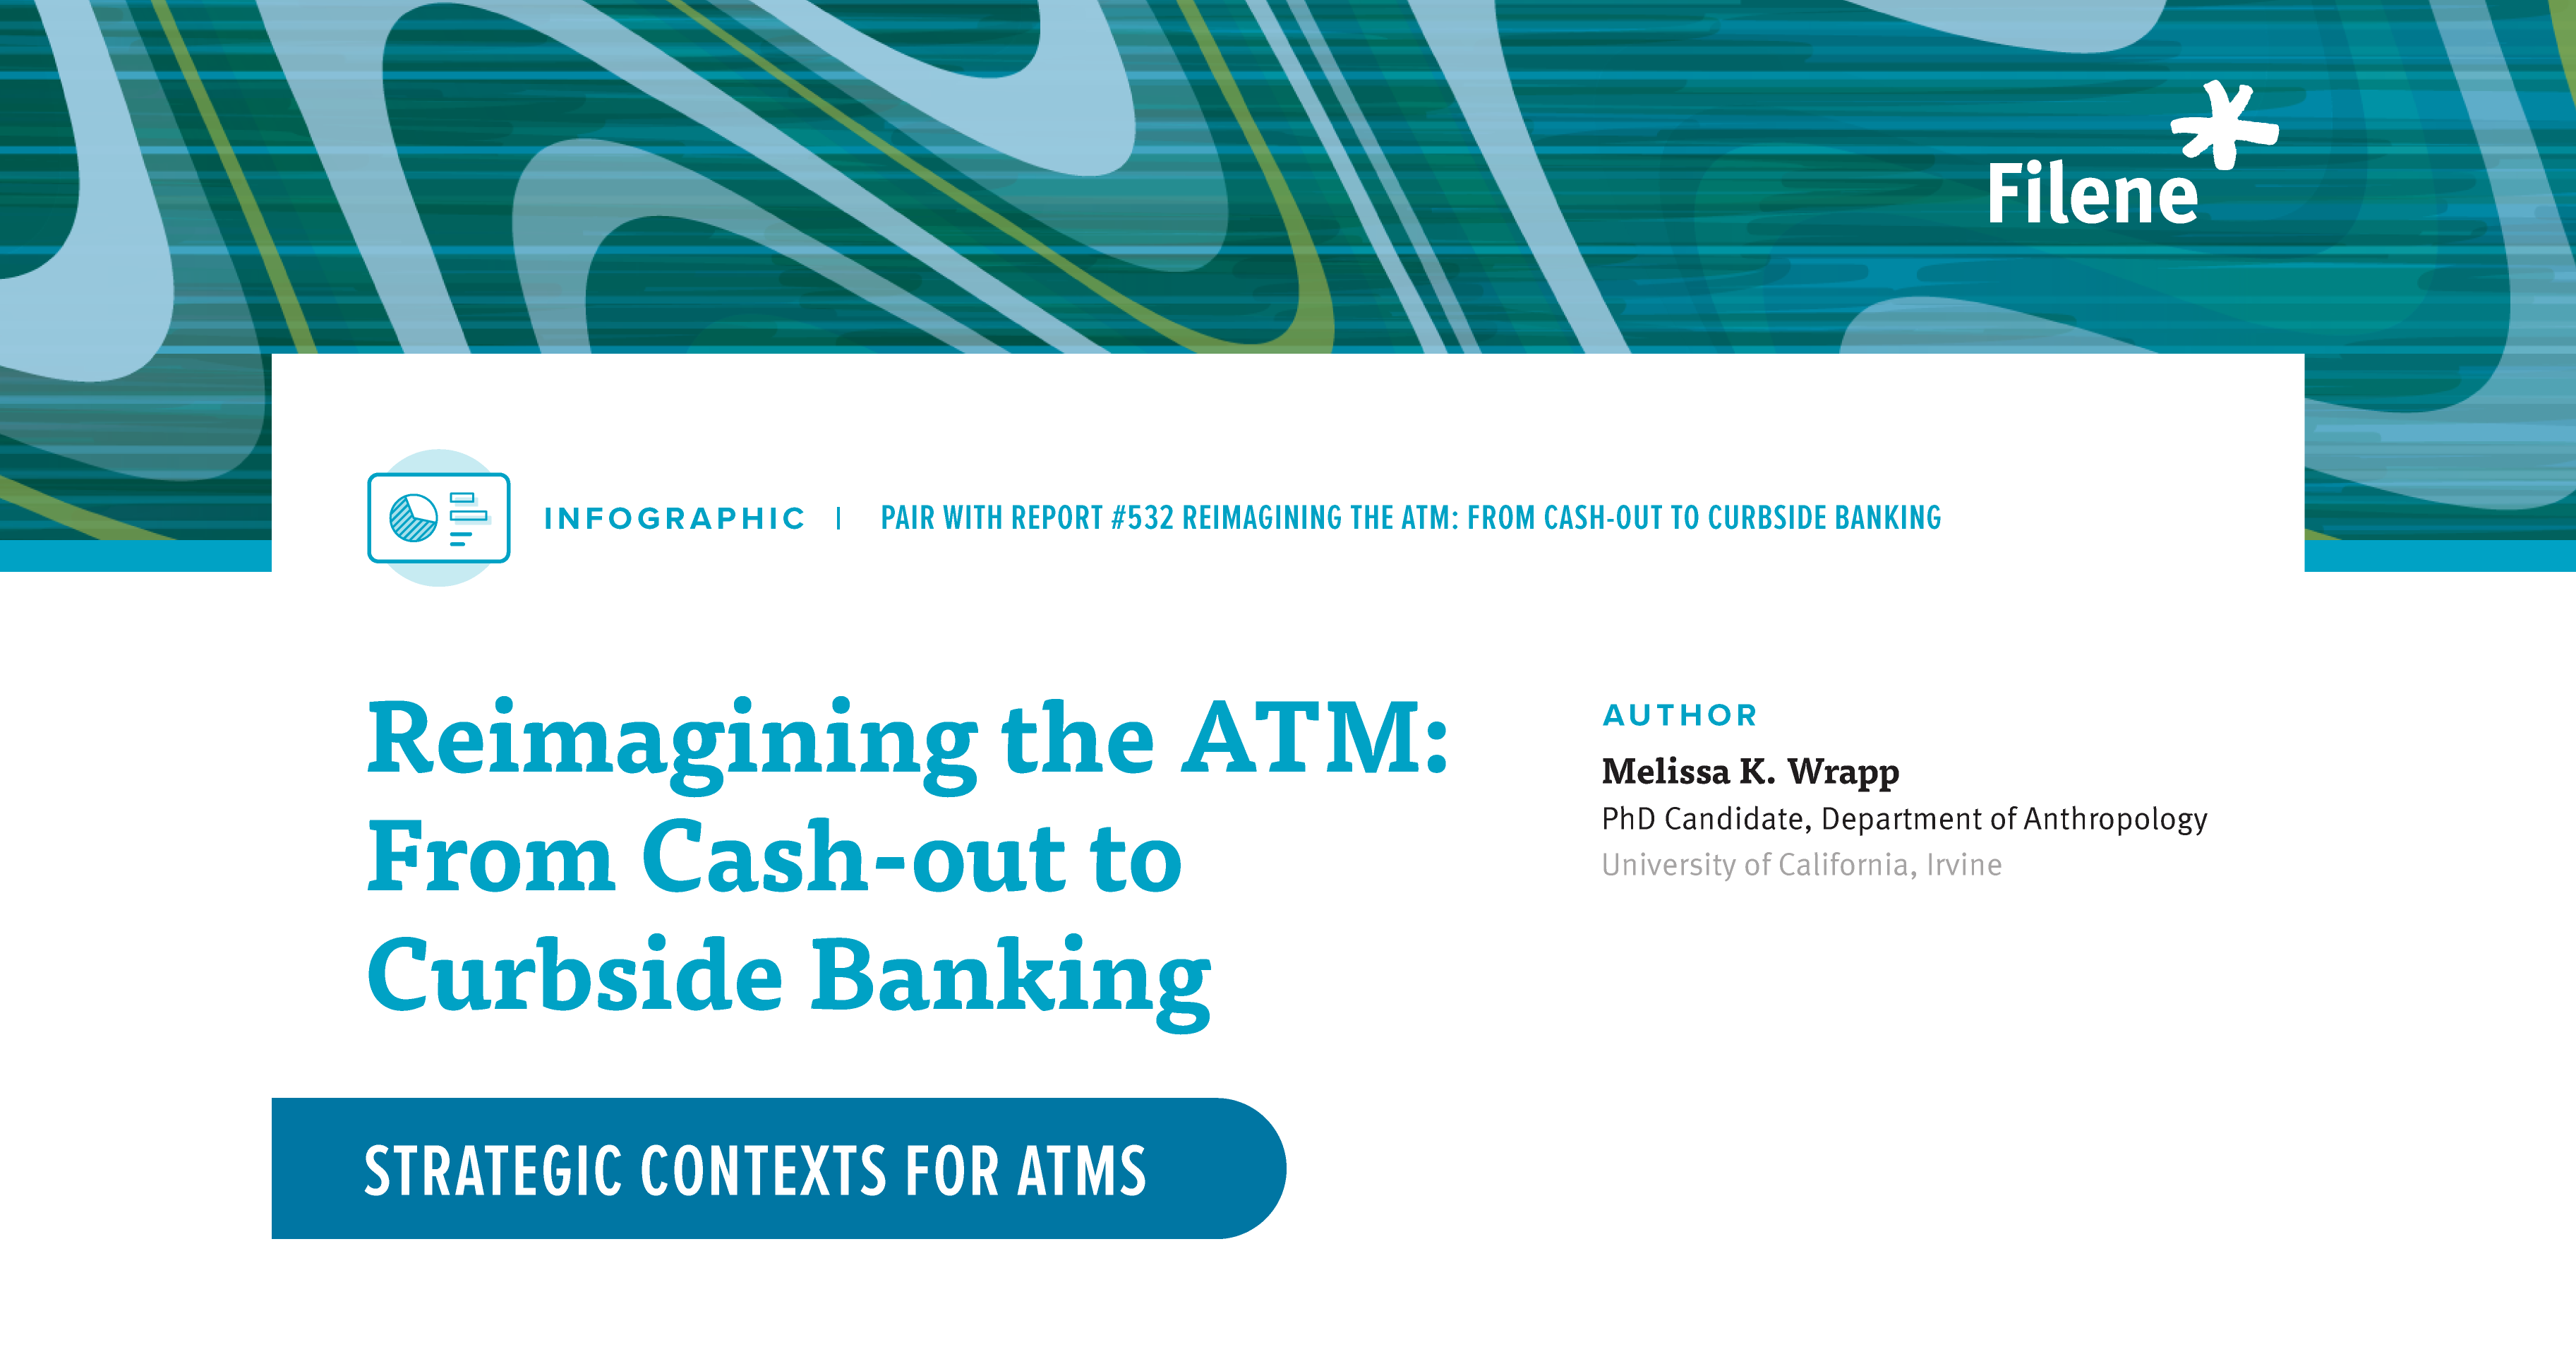 Filene
INFOGRAPHIC | PAIR WITH REPORT #532 REIMAGINING THE ATM: FROM CASH-OUT TO CURBSIDE BANKING
Reimagining the ATM:
From Cash-out to
Curbside Banking
AUTHOR
Melissa K. Wrapp
PhD Candidate, Department of Anthropology
University of California, Irvine
STRATEGIC CONTEXTS FOR ATMS